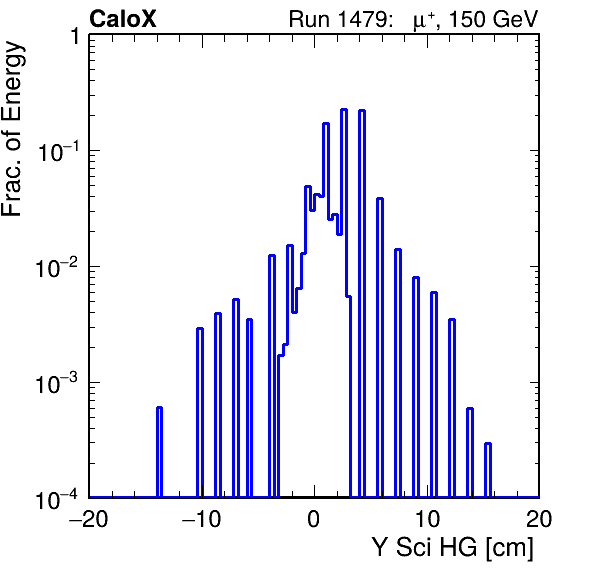 CaloX Run 1479: μ⁺, 150 GeV
Frac. of Energy
1
10⁻¹
10⁻²
10⁻³
10⁻⁴
−20 −10 0 10 20
Y Sci HG [cm]